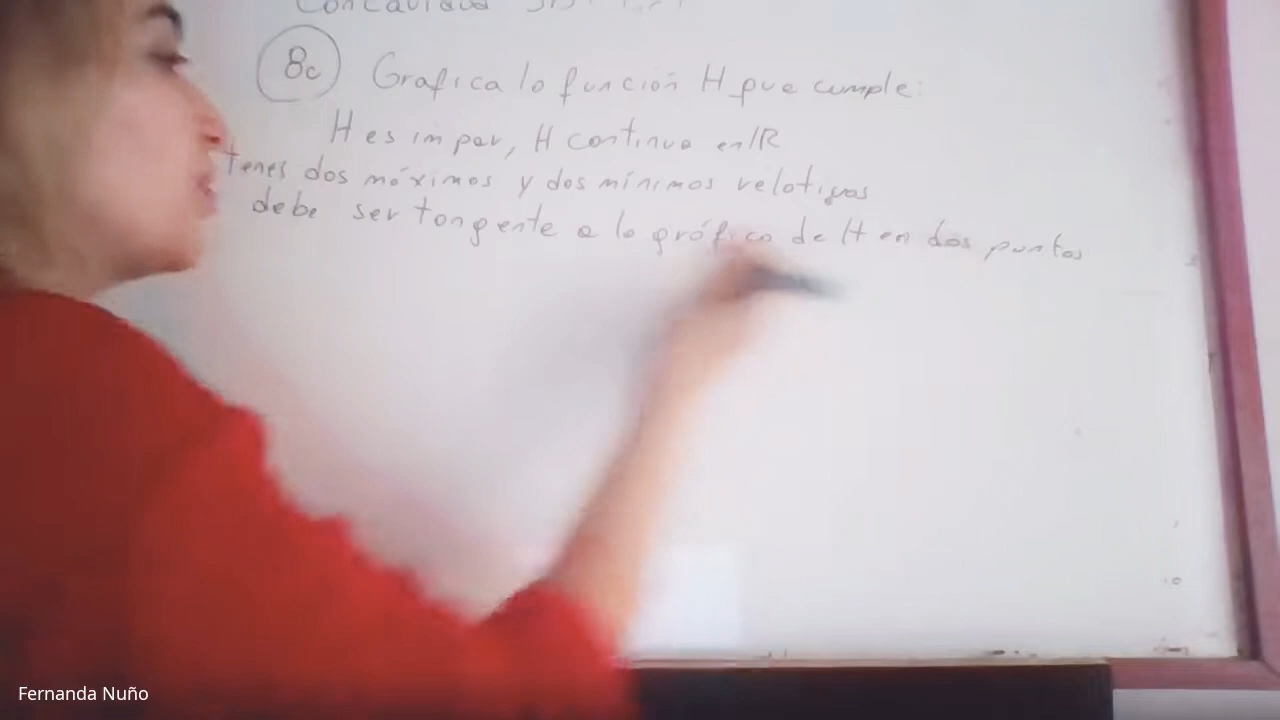 Concavidad
8c Grafica la función H que cumple:
H es impar, H continua en ℝ
tenes dos máximos y dos mínimos relativos
debe ser tangente a la gráfica de H en dos puntos
Fernanda Nuño